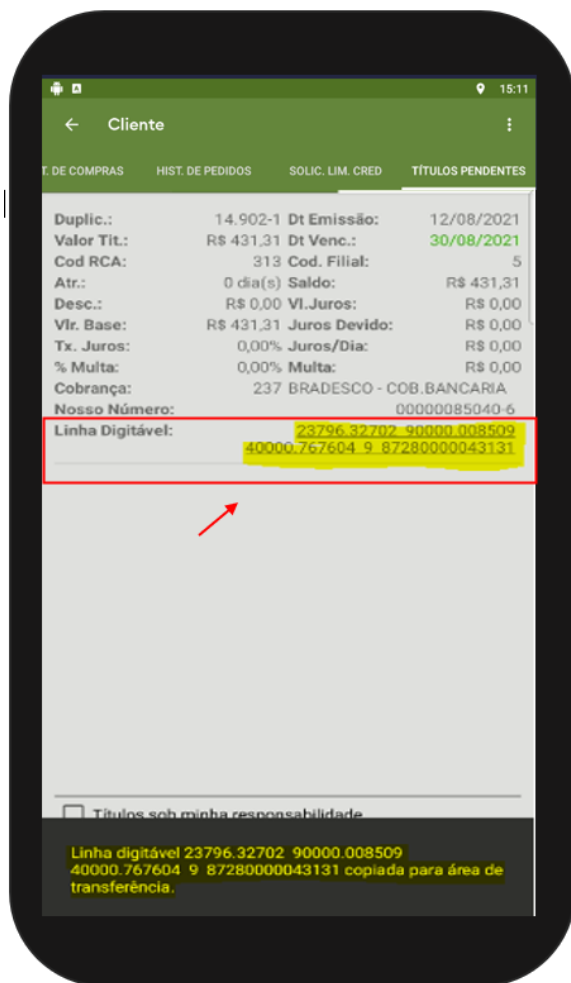 15:11
Cliente
T. DE COMPRAS HIST. DE PEDIDOS SOLIC. LIM. CRED TÍTULOS PENDENTES
Duplic.: 14.902-1 Dt Emissão: 12/08/2021
Valor Tit.: R$ 431,31 Dt Venc.: 30/08/2021
Cod RCA: 313 Cod. Filial: 5
Atr.: 0 dia(s) Saldo: R$ 431,31
Desc.: R$ 0,00 Vl.Juros: R$ 0,00
Vlr. Base: R$ 431,31 Juros Devido: R$ 0,00
Tx. Juros: 0,00% Juros/Dia: R$ 0,00
% Multa: 0,00% Multa: R$ 0,00
Cobrança: 237 BRADESCO - COB.BANCARIA
Nosso Número: 00000085040-6
Linha Digitável: 23796.32702 90000.008509
40000.767604 9 87280000043131
Títulos sob minha responsabilidade
Linha digitável 23796.32702 90000.008509
40000.767604 9 87280000043131 copiada para área de
transferência.